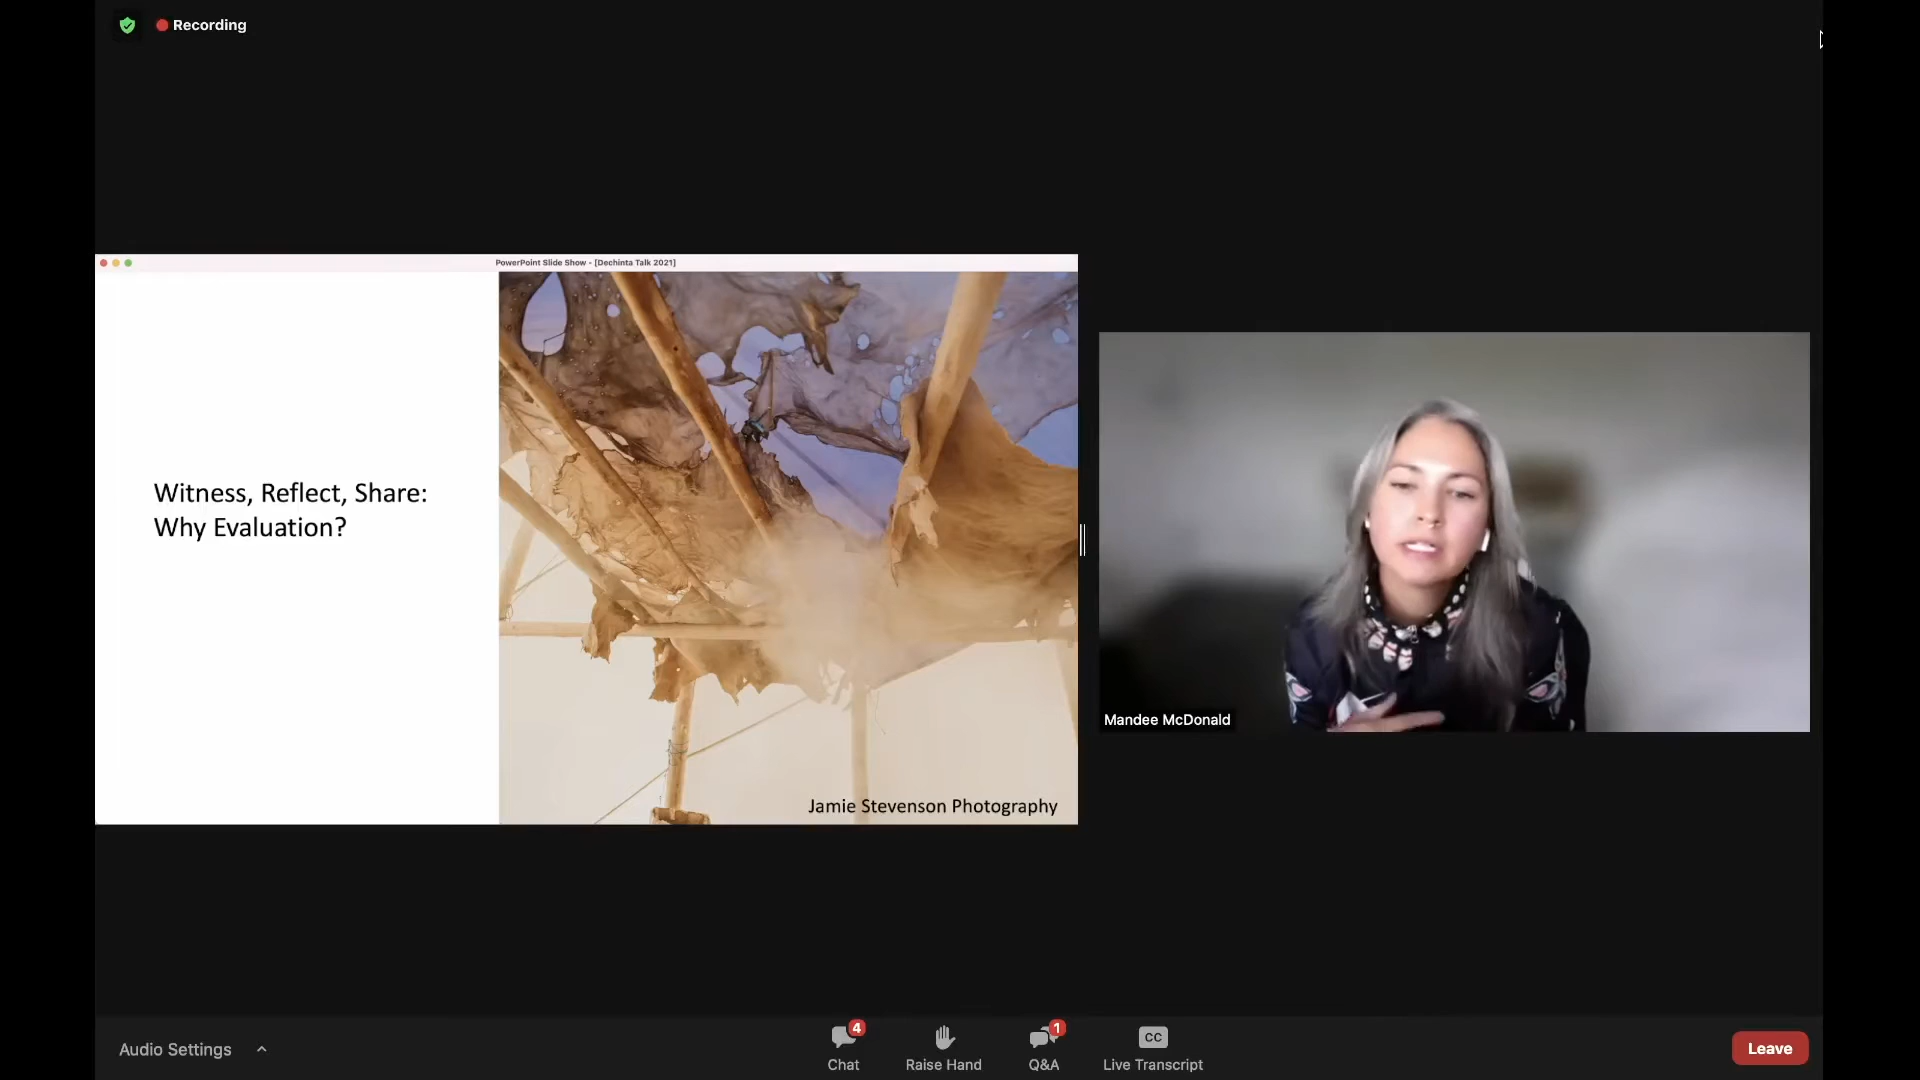 Recording
PowerPoint Slide Show - [Dechinta Talk 2021]
Witness, Reflect, Share:
Why Evaluation?
Jamie Stevenson Photography
Mandee McDonald
Audio Settings
4
Chat
Raise Hand
1
Q&A
CC
Live Transcript
Leave